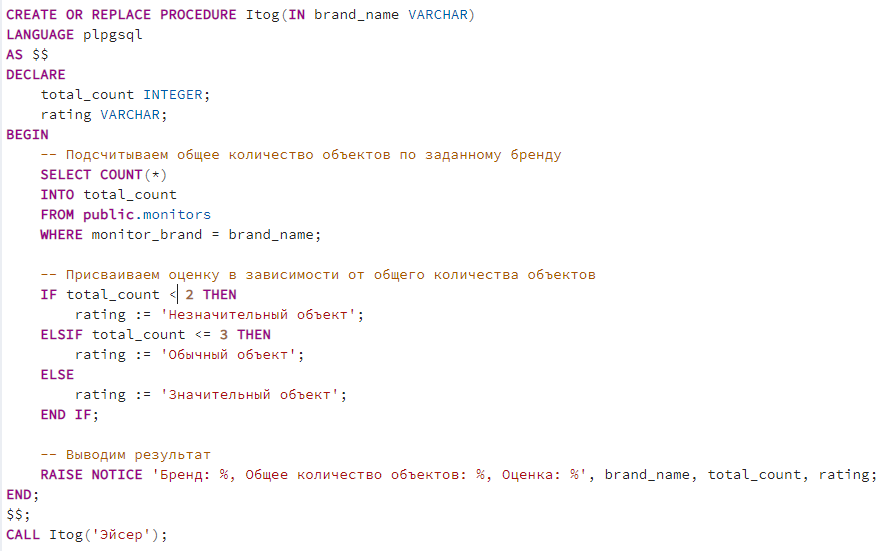 CREATE OR REPLACE PROCEDURE Itog(IN brand_name VARCHAR)
LANGUAGE plpgsql
AS $$
DECLARE
    total_count INTEGER;
    rating VARCHAR;
BEGIN
    -- Подсчитываем общее количество объектов по заданному бренду
    SELECT COUNT(*)
    INTO total_count
    FROM public.monitors
    WHERE monitor_brand = brand_name;

    -- Присваиваем оценку в зависимости от общего количества объектов
    IF total_count < 2 THEN
        rating := 'Незначительный объект';
    ELSIF total_count <= 3 THEN
        rating := 'Обычный объект';
    ELSE
        rating := 'Значительный объект';
    END IF;

    -- Выводим результат
    RAISE NOTICE 'Бренд: %, Общее количество объектов: %, Оценка: %', brand_name, total_count, rating;
END;
$$;
CALL Itog('Эйсер');